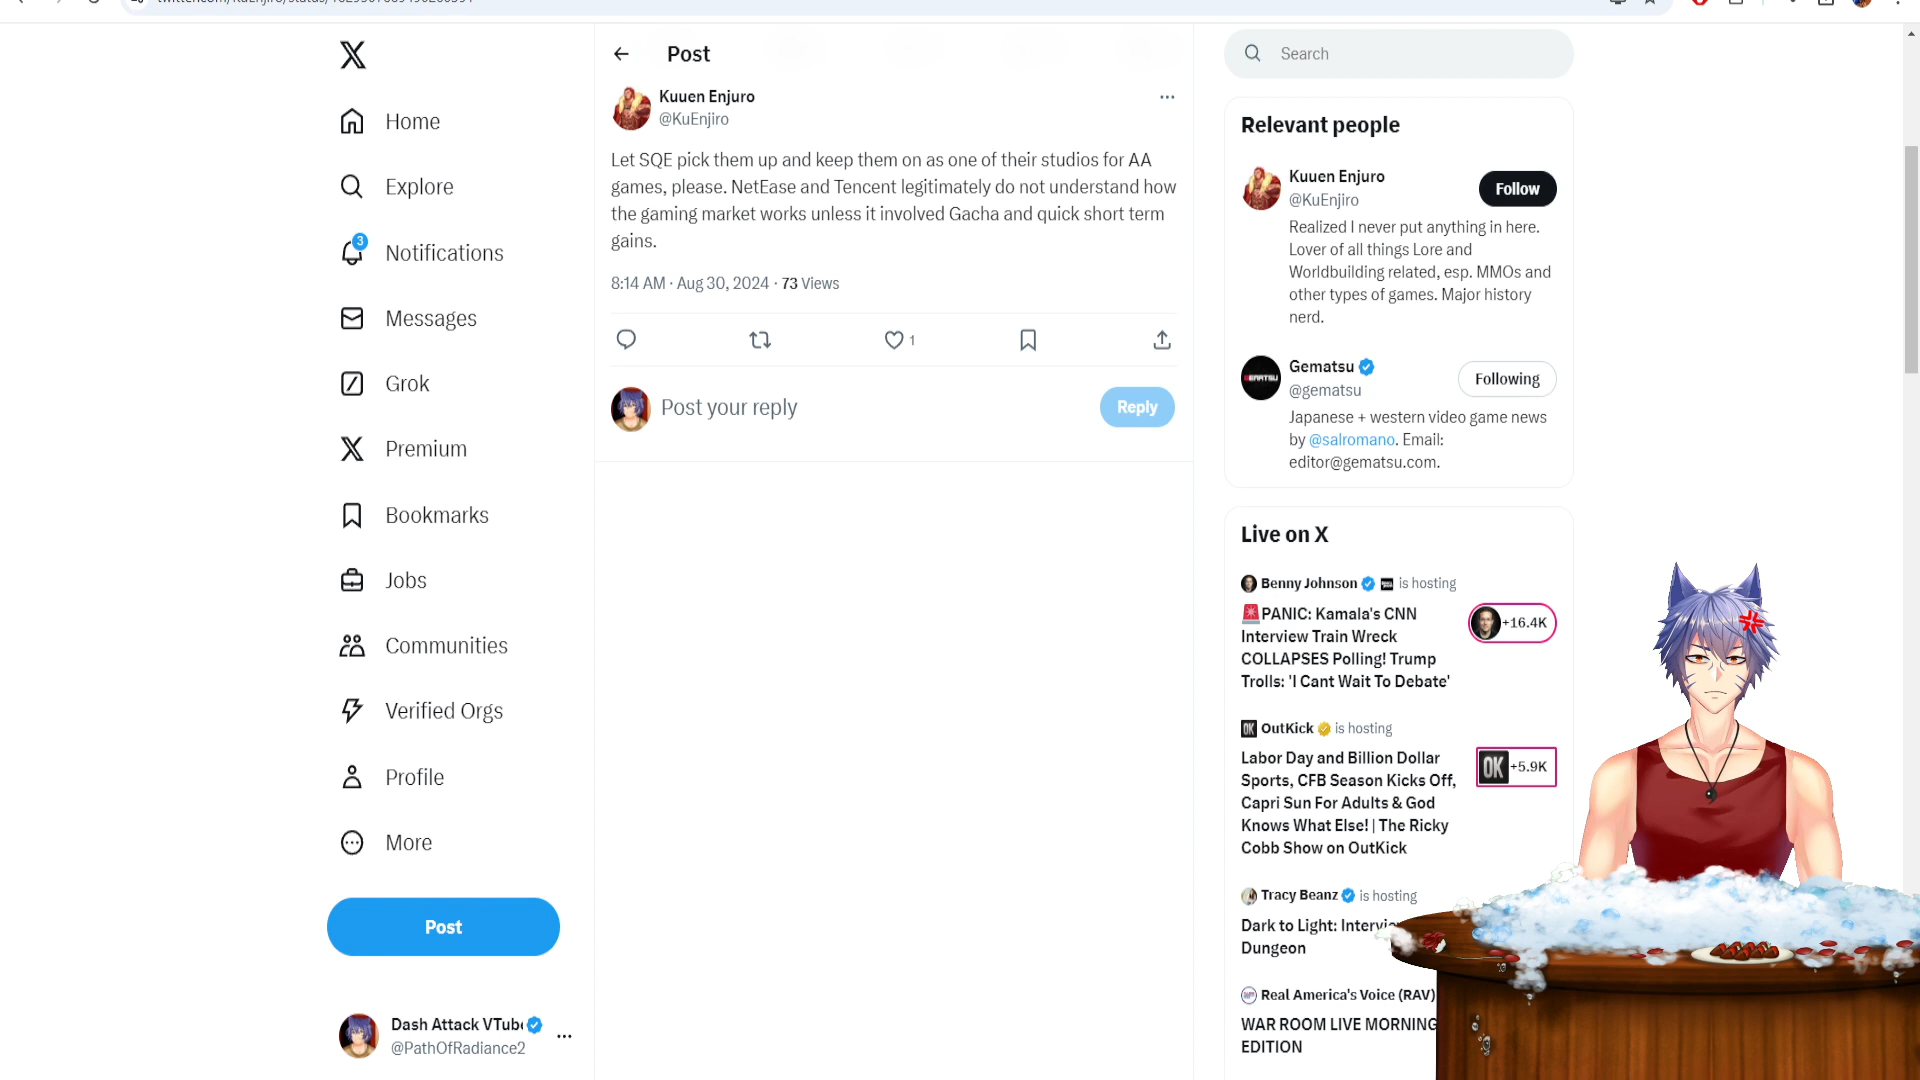 Post
Search
Kuuen Enjuro
@KuEnjiro
Let SQE pick them up and keep them on as one of their studios for AA
games, please. NetEase and Tencent legitimately do not understand how
the gaming market works unless it involved Gacha and quick short term
gains.
8:14 AM · Aug 30, 2024 · 73 Views
1
Post your reply
Reply
Home
Explore
3
Notifications
Messages
Grok
Premium
Bookmarks
Jobs
Communities
Verified Orgs
Profile
More
Post
Dash Attack VTub
@PathOfRadiance2
Relevant people
Kuuen Enjuro
@KuEnjiro
Follow
Realized I never put anything in here.
Lover of all things Lore and
Worldbuilding related, esp. MMOs and
other types of games. Major history
nerd.
Gematsu
@gematsu
Following
Japanese + western video game news
by @salromano. Email:
editor@gematsu.com.
Live on X
Benny Johnson is hosting
PANIC: Kamala's CNN
Interview Train Wreck
COLLAPSES Polling! Trump
Trolls: 'I Cant Wait To Debate'
+16.4K
OutKick is hosting
Labor Day and Billion Dollar
Sports, CFB Season Kicks Off,
Capri Sun For Adults & God
Knows What Else! | The Ricky
Cobb Show on OutKick
OK +5.9K
Tracy Beanz is hosting
Dark to Light:
Dungeon
Real America's Voice (RAV)
WAR ROOM LIVE MORNING
EDITION